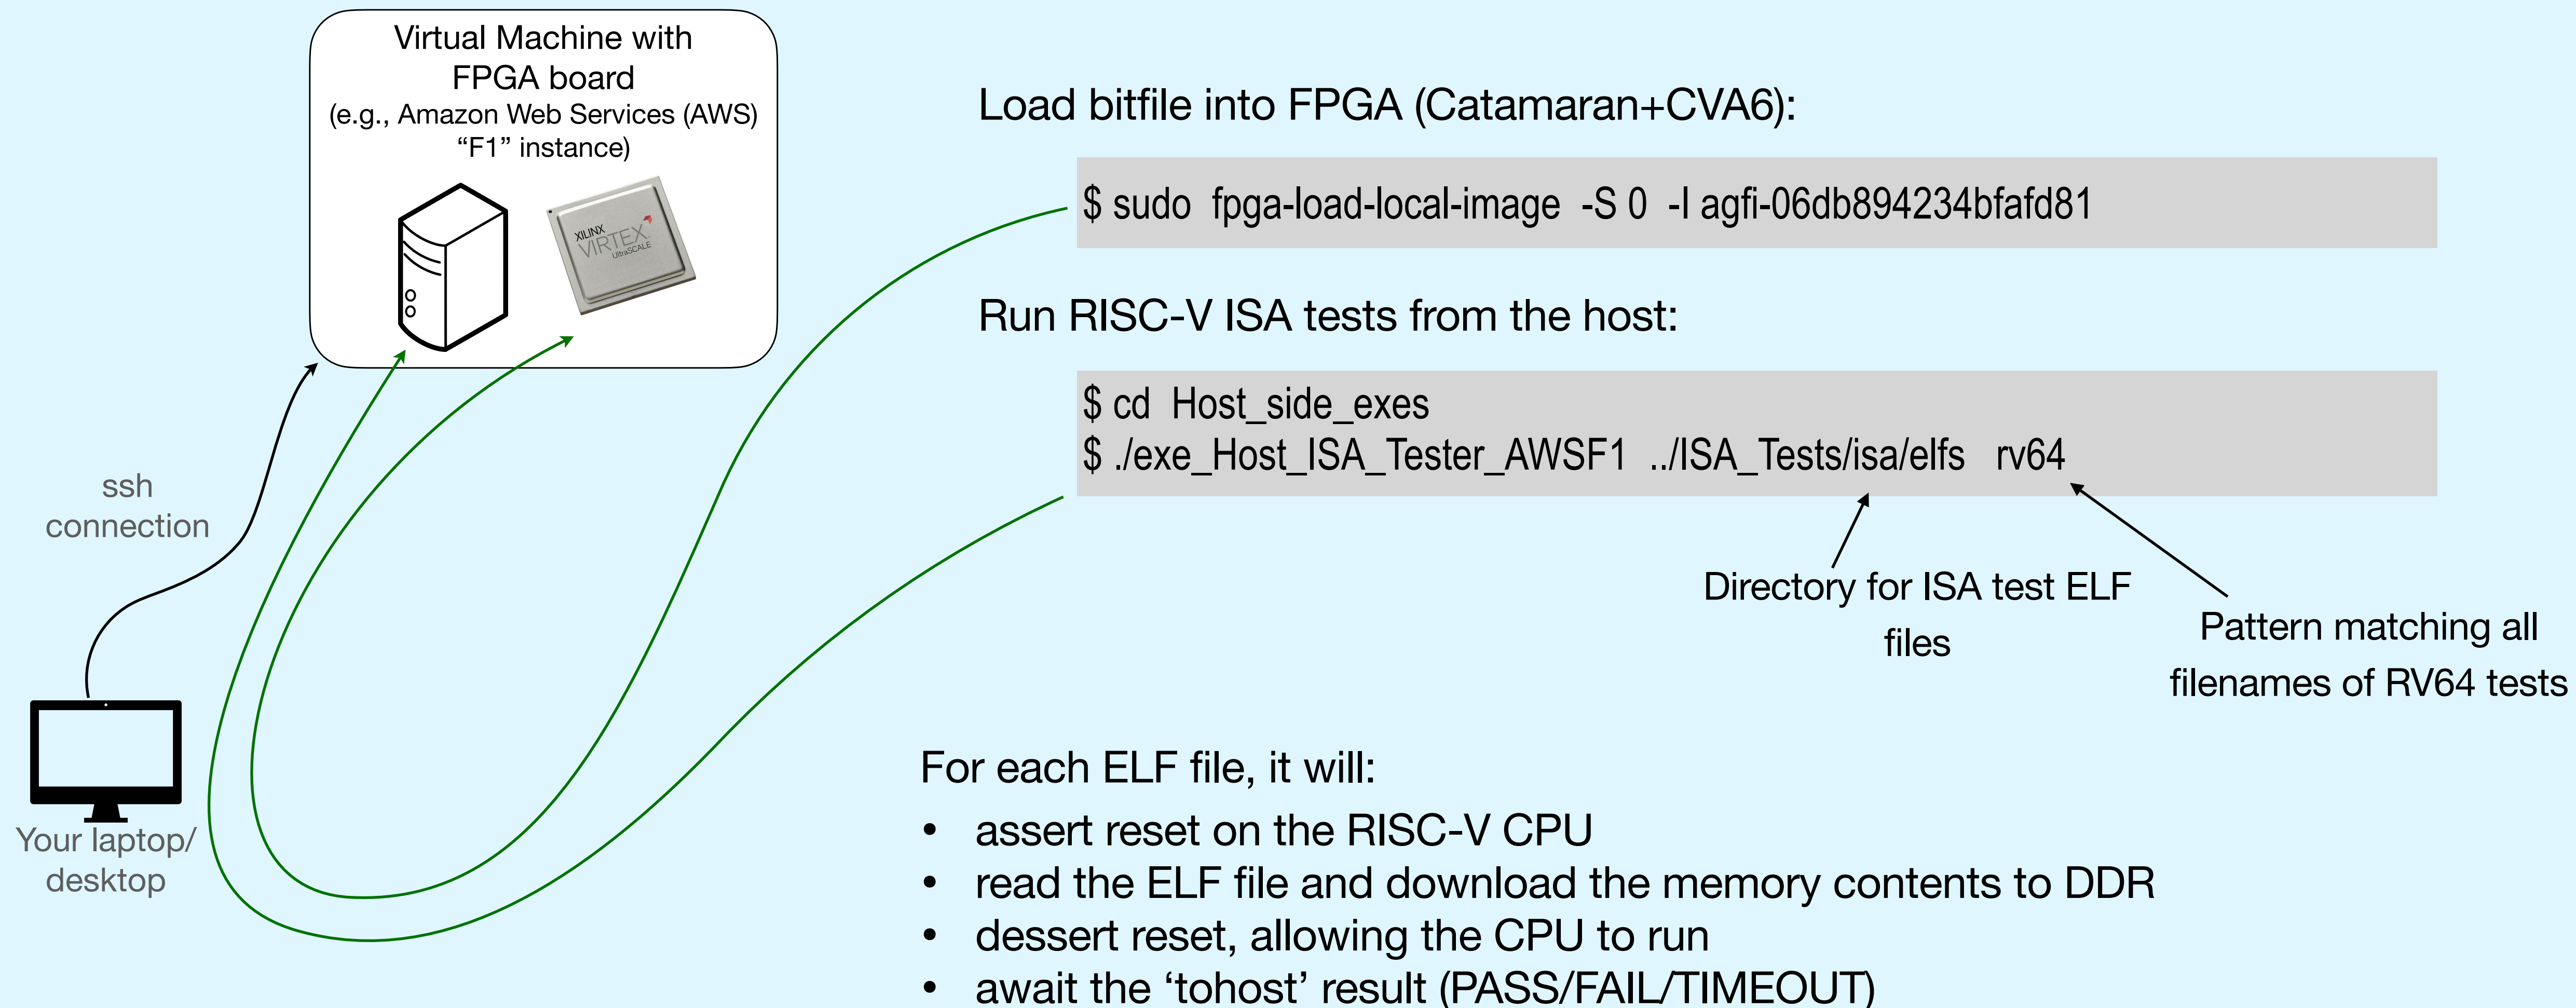 Virtual Machine with
FPGA board
(e.g., Amazon Web Services (AWS)
“F1” instance)
XILINX
VIRTEX
UltraSCALE
ssh
connection
Your laptop/
desktop
Load bitfile into FPGA (Catamaran+CVA6):
$ sudo fpga-load-local-image -S 0 -I agfi-06db894234bfafd81
Run RISC-V ISA tests from the host:
$ cd Host_side_exes
$ ./exe_Host_ISA_Tester_AWSF1 ../ISA_Tests/isa/elfs rv64
Directory for ISA test ELF
files
Pattern matching all
filenames of RV64 tests
For each ELF file, it will:
• assert reset on the RISC-V CPU
• read the ELF file and download the memory contents to DDR
• dessert reset, allowing the CPU to run
• await the ‘tohost’ result (PASS/FAIL/TIMEOUT)